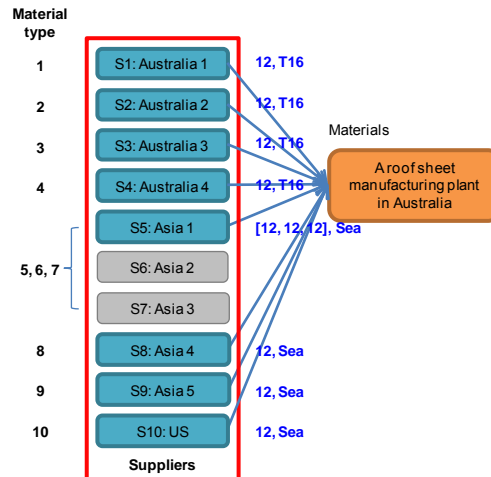 Material
type
1 S1: Australia 1 12, T16
2 S2: Australia 2 12, T16
Materials
3 S3: Australia 3 12, T16
A roof sheet
manufacturing plant
in Australia
4 S4: Australia 4 12, T16
S5: Asia 1 [12, 12, 12], Sea
5, 6, 7 S6: Asia 2
S7: Asia 3
8 S8: Asia 4 12, Sea
9 S9: Asia 5 12, Sea
10 S10: US 12, Sea
Suppliers